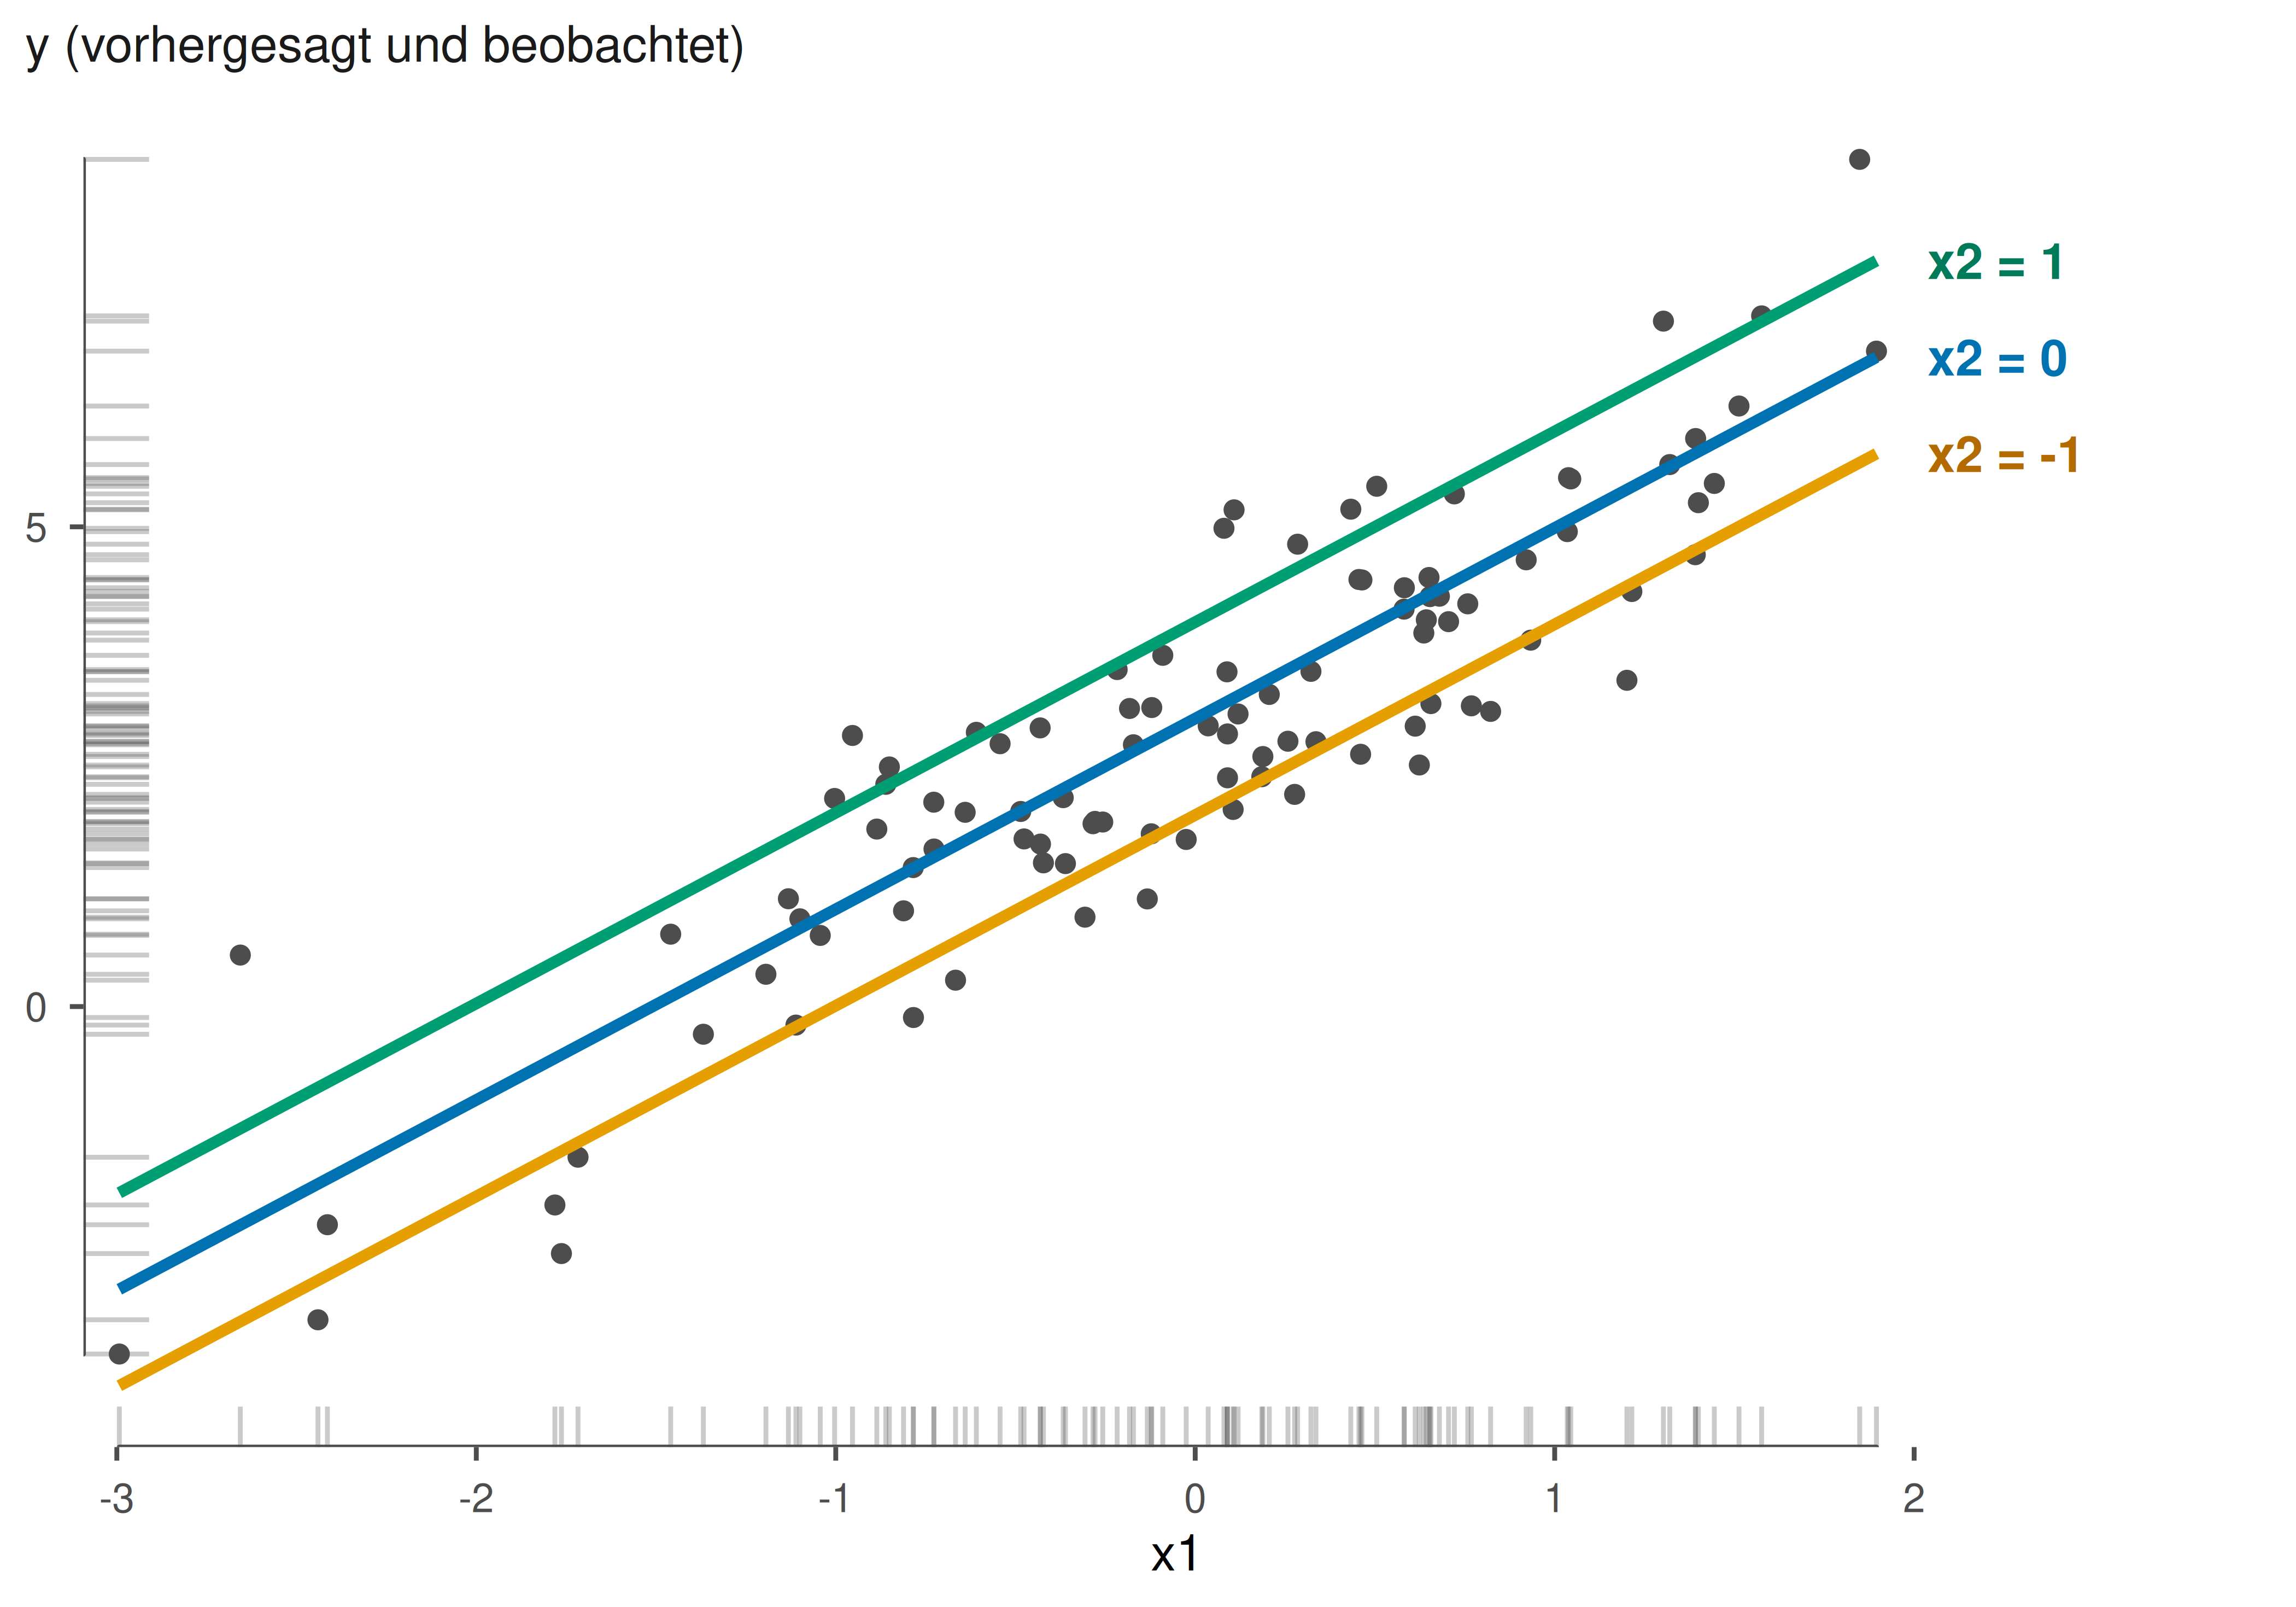 y (vorhergesagt und beobachtet)
x2 = 1
x2 = 0
x2 = -1
5
0
-3 -2 -1 0 1 2
x1